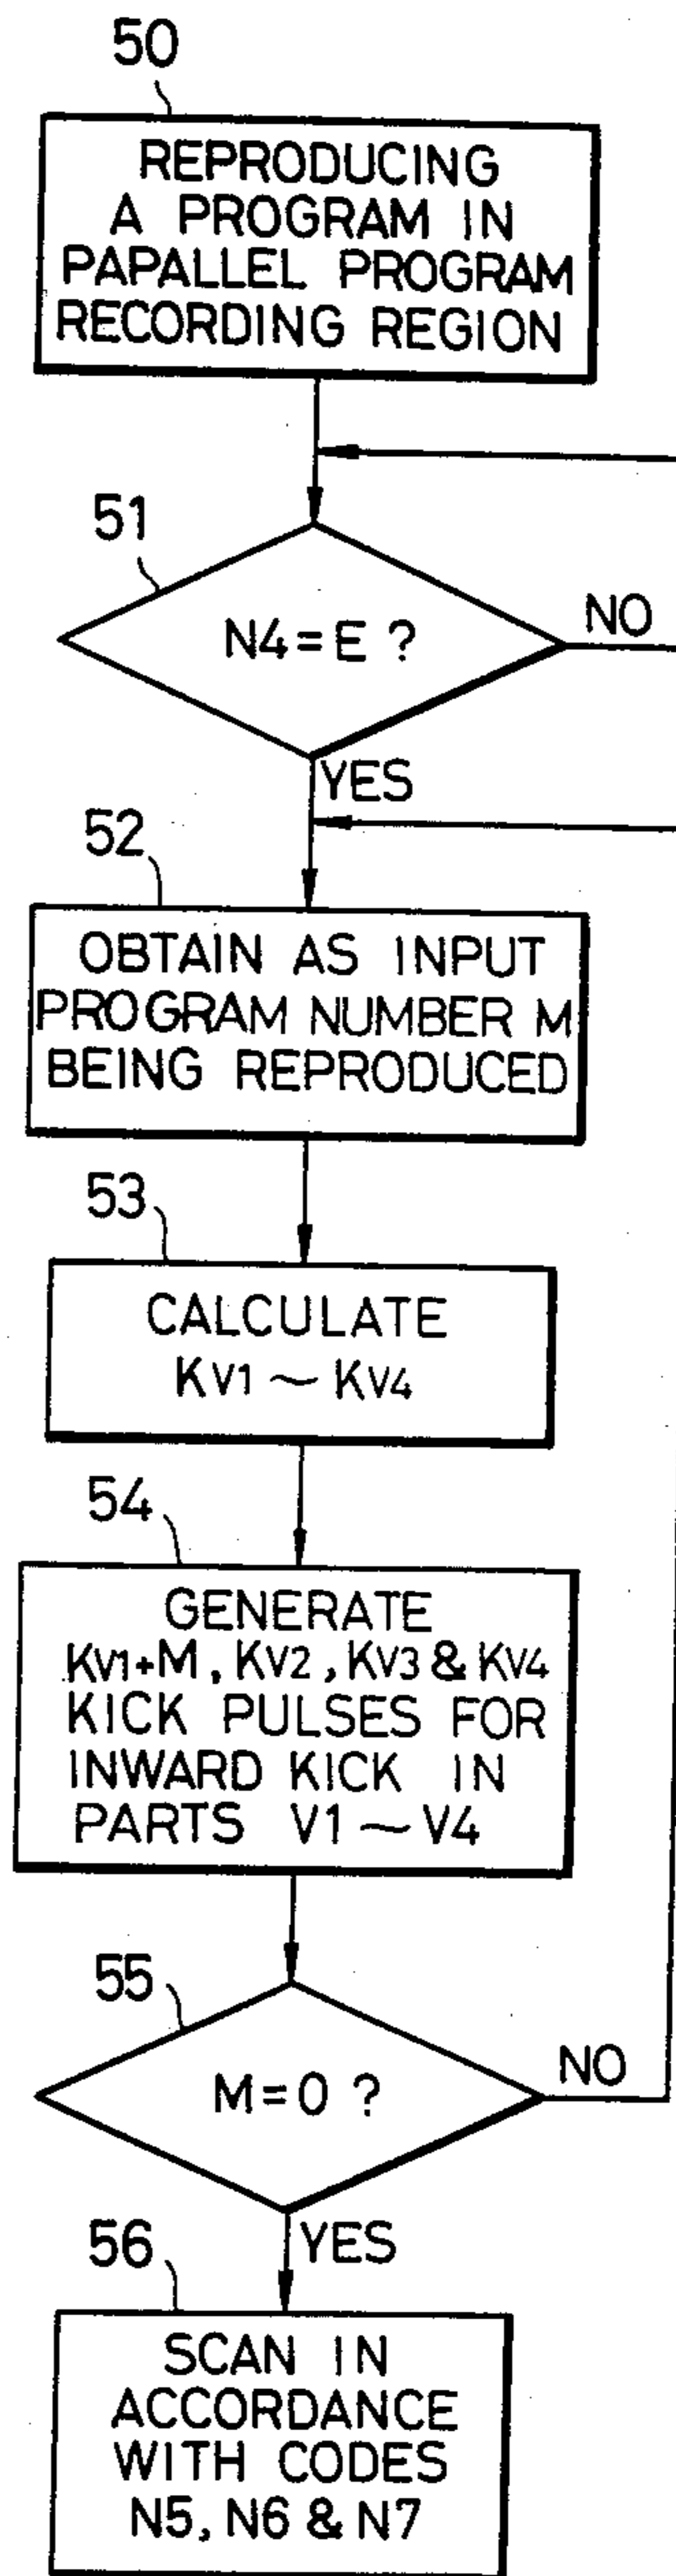 50
REPRODUCING
A PROGRAM IN
PAPALLEL PROGRAM
RECORDING REGION
51
N4=E ?
NO
YES
52
OBTAIN AS INPUT
PROGRAM NUMBER M
BEING REPRODUCED
53
CALCULATE
KV1 ~ KV4
54
GENERATE
KV1+M, KV2, KV3 & KV4
KICK PULSES FOR
INWARD KICK IN
PARTS V1 ~ V4
55
M=0 ?
NO
YES
56
SCAN IN
ACCORDANCE
WITH CODES
N5, N6 & N7